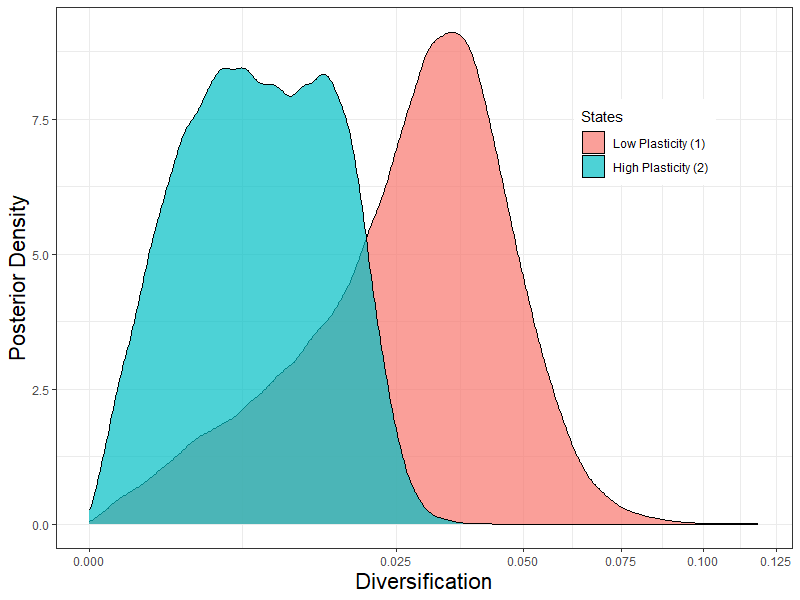 States
Low Plasticity (1)
High Plasticity (2)
7.5
5.0
2.5
0.0
Posterior Density
0.000 0.025 0.050 0.075 0.100 0.125
Diversification